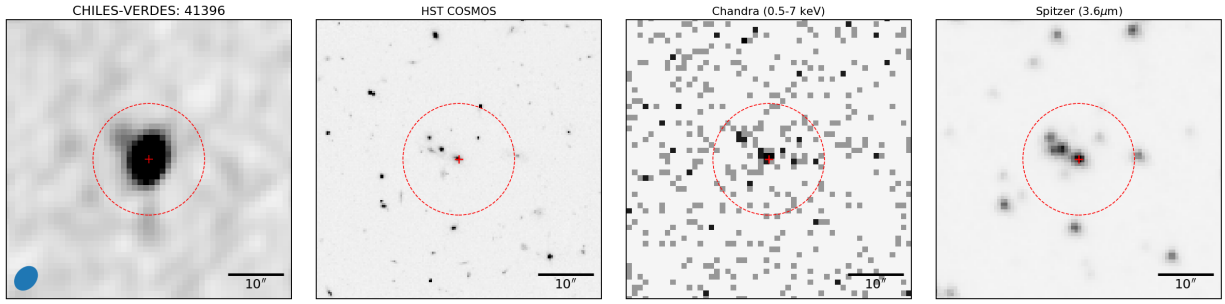 CHILES-VERDES: 41396
HST COSMOS
Chandra (0.5-7 keV)
Spitzer (3.6μm)
10″
10″
10″
10″